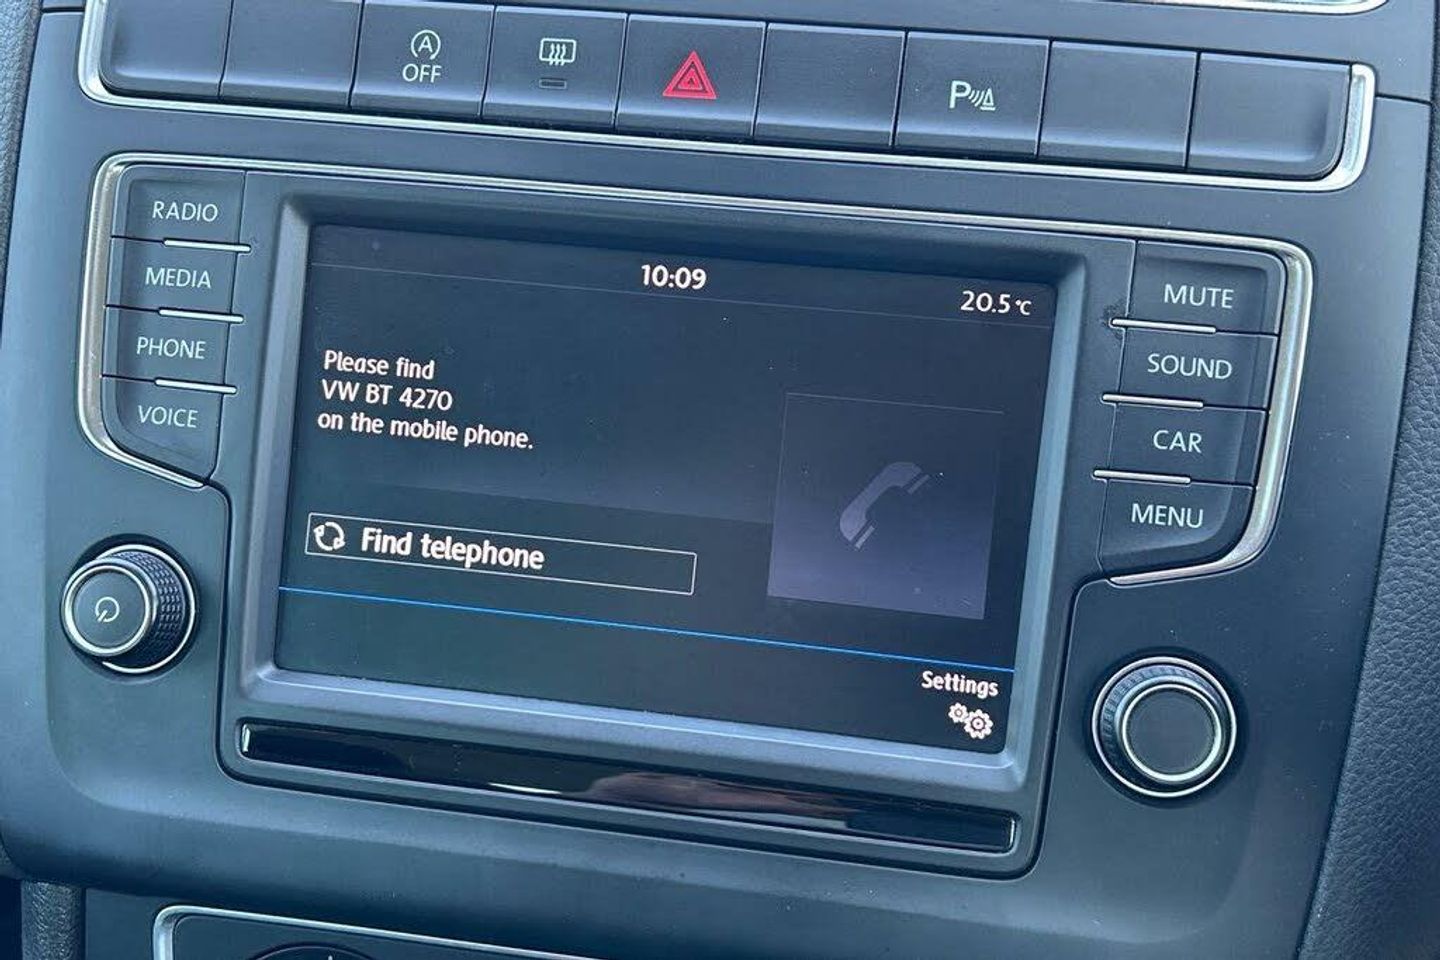 A
OFF
P
RADIO
MEDIA
PHONE
VOICE
10:09
20.5 °C
Please find
VW BT 4270
on the mobile phone.
Find telephone
Settings
MUTE
SOUND
CAR
MENU